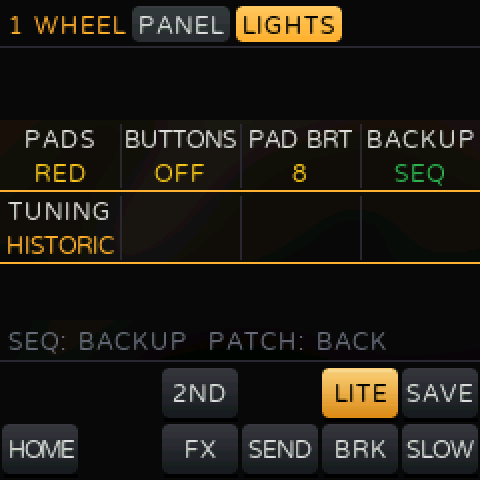 1 WHEEL PANEL LIGHTS
PADS BUTTONS PAD BRT BACKUP
RED OFF 8 SEQ
TUNING
HISTORIC
SEQ: BACKUP PATCH: BACK
2ND LITE SAVE
HOME FX SEND BRK SLOW